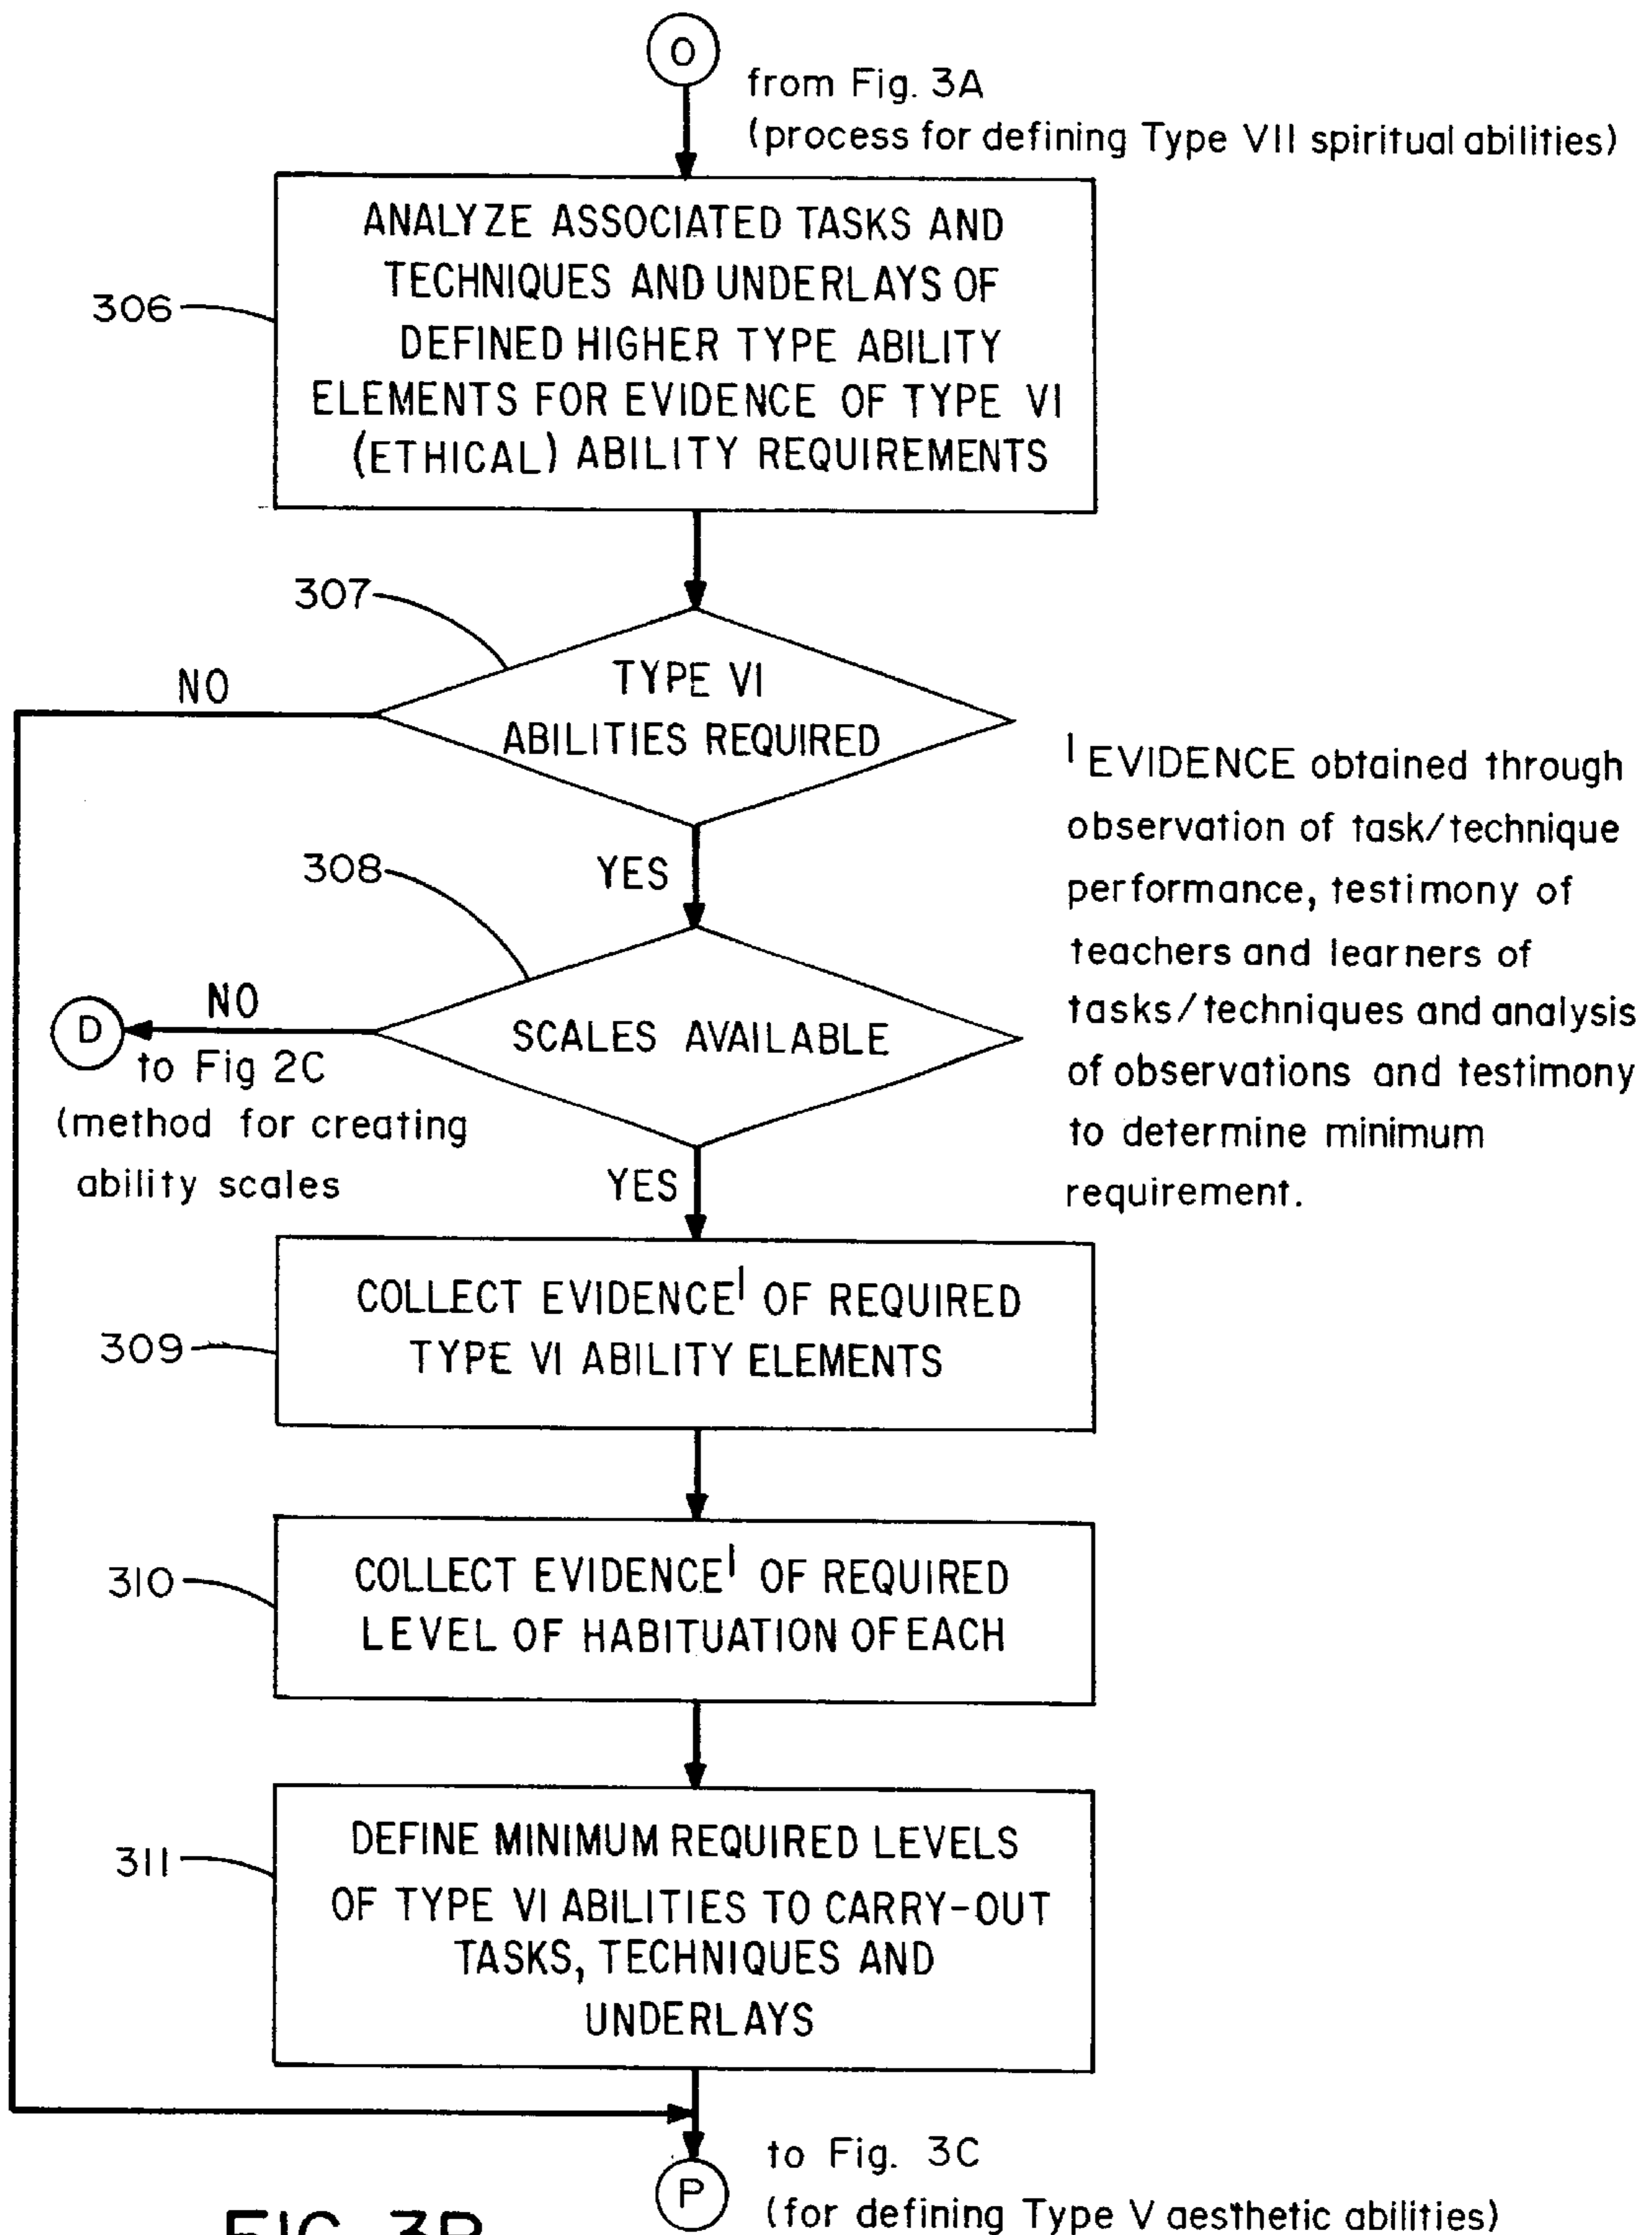 O
from Fig. 3A
(process for defining Type VII spiritual abilities)
306
ANALYZE ASSOCIATED TASKS AND
TECHNIQUES AND UNDERLAYS OF
DEFINED HIGHER TYPE ABILITY
ELEMENTS FOR EVIDENCE OF TYPE VI
(ETHICAL) ABILITY REQUIREMENTS
307
NO
TYPE VI
ABILITIES REQUIRED
YES
308
NO
D
to Fig 2C
(method for creating
ability scales
SCALES AVAILABLE
YES
1 EVIDENCE obtained through
observation of task/technique
performance, testimony of
teachers and learners of
tasks/techniques and analysis
of observations and testimony
to determine minimum
requirement.
309
COLLECT EVIDENCE1 OF REQUIRED
TYPE VI ABILITY ELEMENTS
310
COLLECT EVIDENCE1 OF REQUIRED
LEVEL OF HABITUATION OF EACH
311
DEFINE MINIMUM REQUIRED LEVELS
OF TYPE VI ABILITIES TO CARRY-OUT
TASKS, TECHNIQUES AND
UNDERLAYS
P
to Fig. 3C
(for defining Type V aesthetic abilities)
FIG. 3B